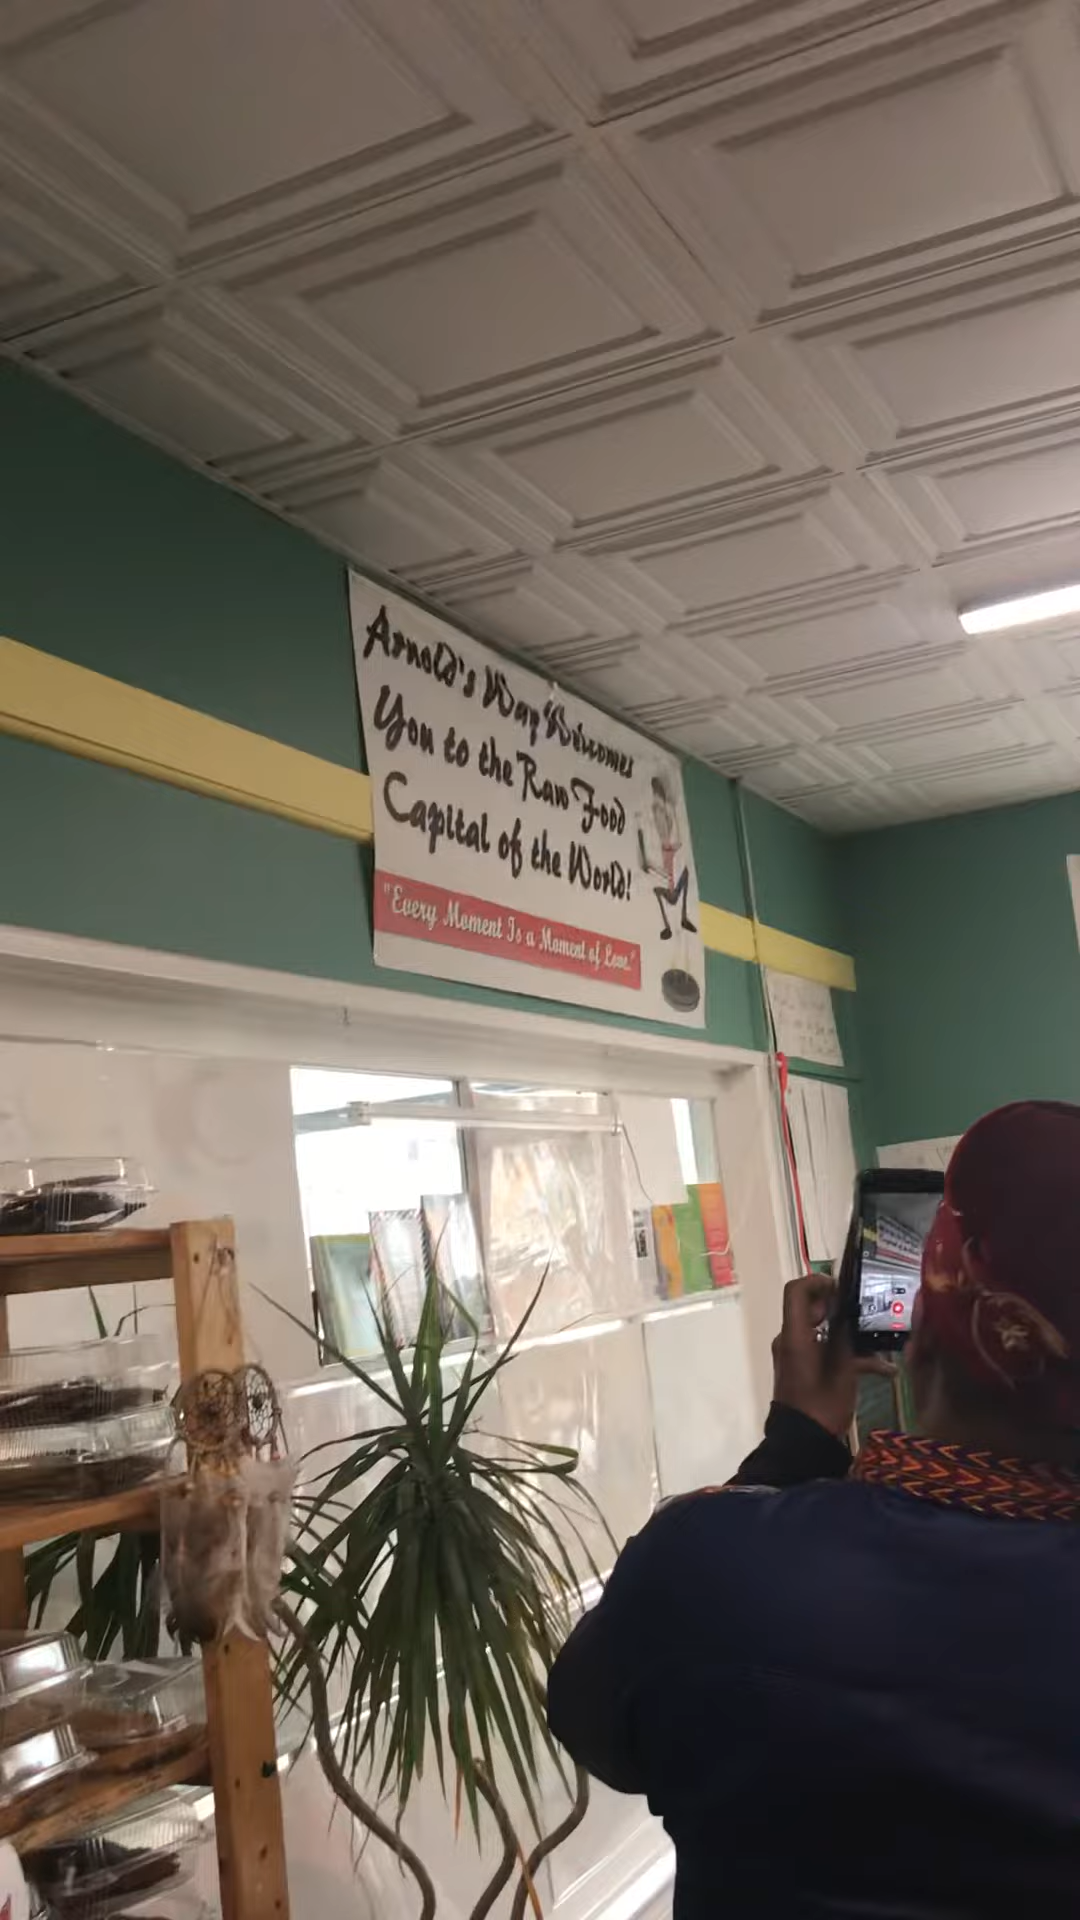 Arnold's Way Welcomes
You to the Raw Food
Capital of the World!
"Every Moment Is a Moment of Love."